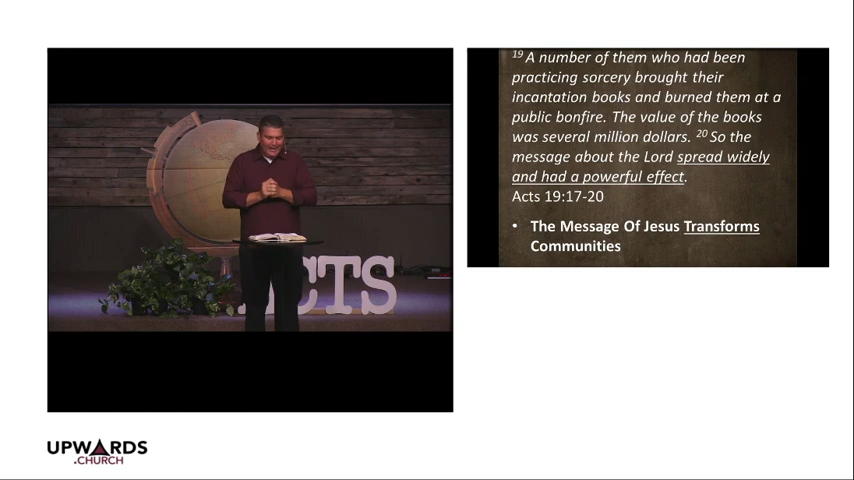 19 A number of them who had been
practicing sorcery brought their
incantation books and burned them at a
public bonfire. The value of the books
was several million dollars. 20 So the
message about the Lord spread widely
and had a powerful effect.
Acts 19:17-20
• The Message Of Jesus Transforms
Communities
ACTS
UPWARDS
.CHURCH